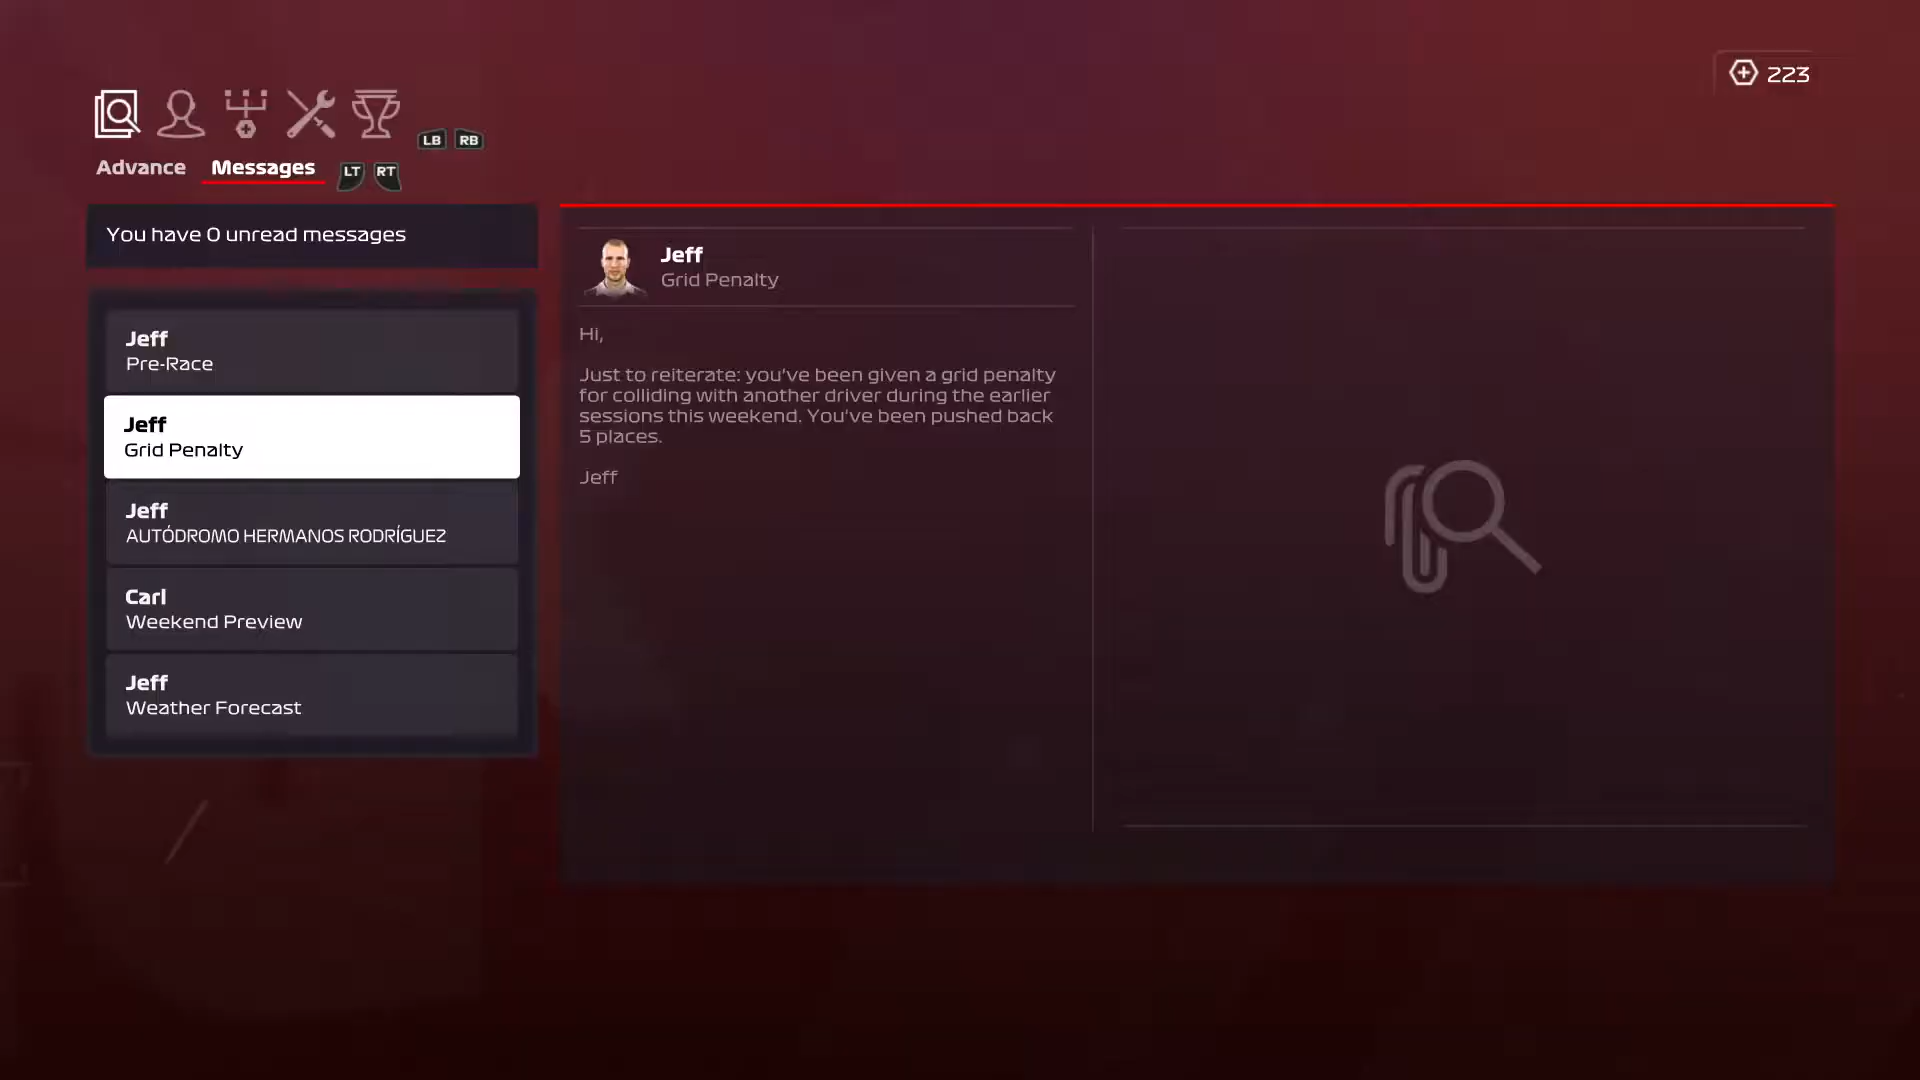 223
LB RB
Advance Messages LT RT
You have 0 unread messages
Jeff
Pre-Race
Jeff
Grid Penalty
Jeff
AUTÓDROMO HERMANOS RODRÍGUEZ
Carl
Weekend Preview
Jeff
Weather Forecast
Jeff
Grid Penalty
Hi,
Just to reiterate: you've been given a grid penalty
for colliding with another driver during the earlier
sessions this weekend. You've been pushed back
5 places.
Jeff